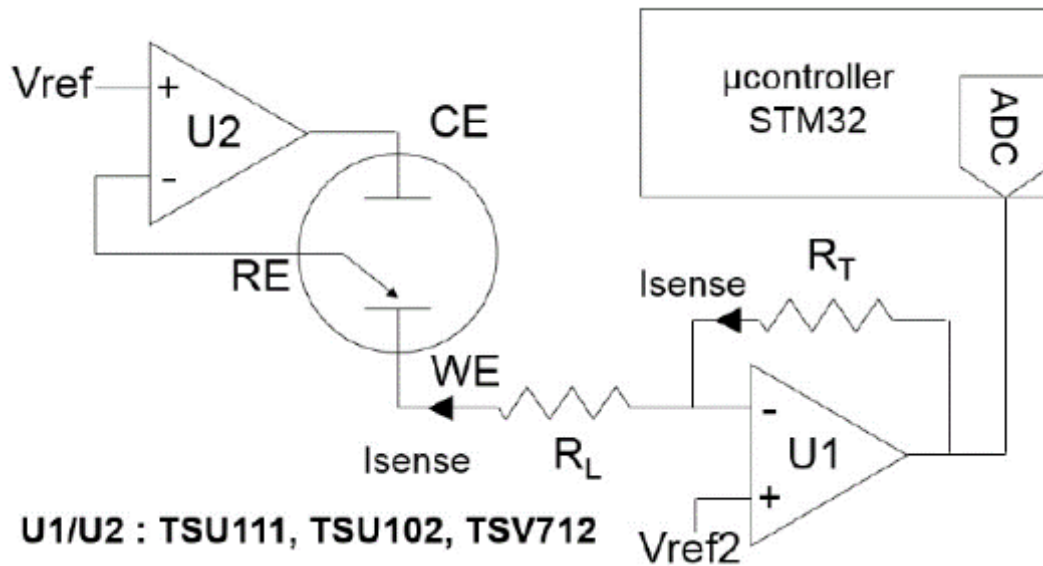 Vref
+
U2
-
CE
RE
WE
Isense
RL
Isense
RT
-
U1
+
Vref2
µcontroller
STM32
ADC
U1/U2 : TSU111, TSU102, TSV712